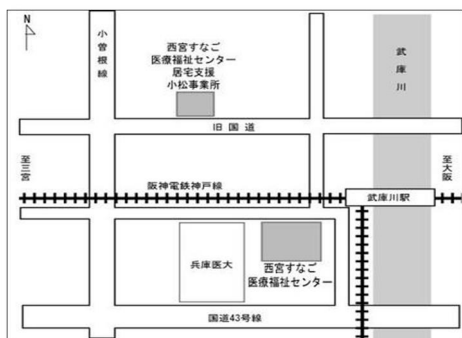 N
小曽根線
西宮すなご
医療福祉センター
居宅支援
小松事業所
武庫川
旧国道
至三宮
至大阪
阪神電鉄神戸線
武庫川駅
兵庫医大
西宮すなご
医療福祉センター
国道43号線